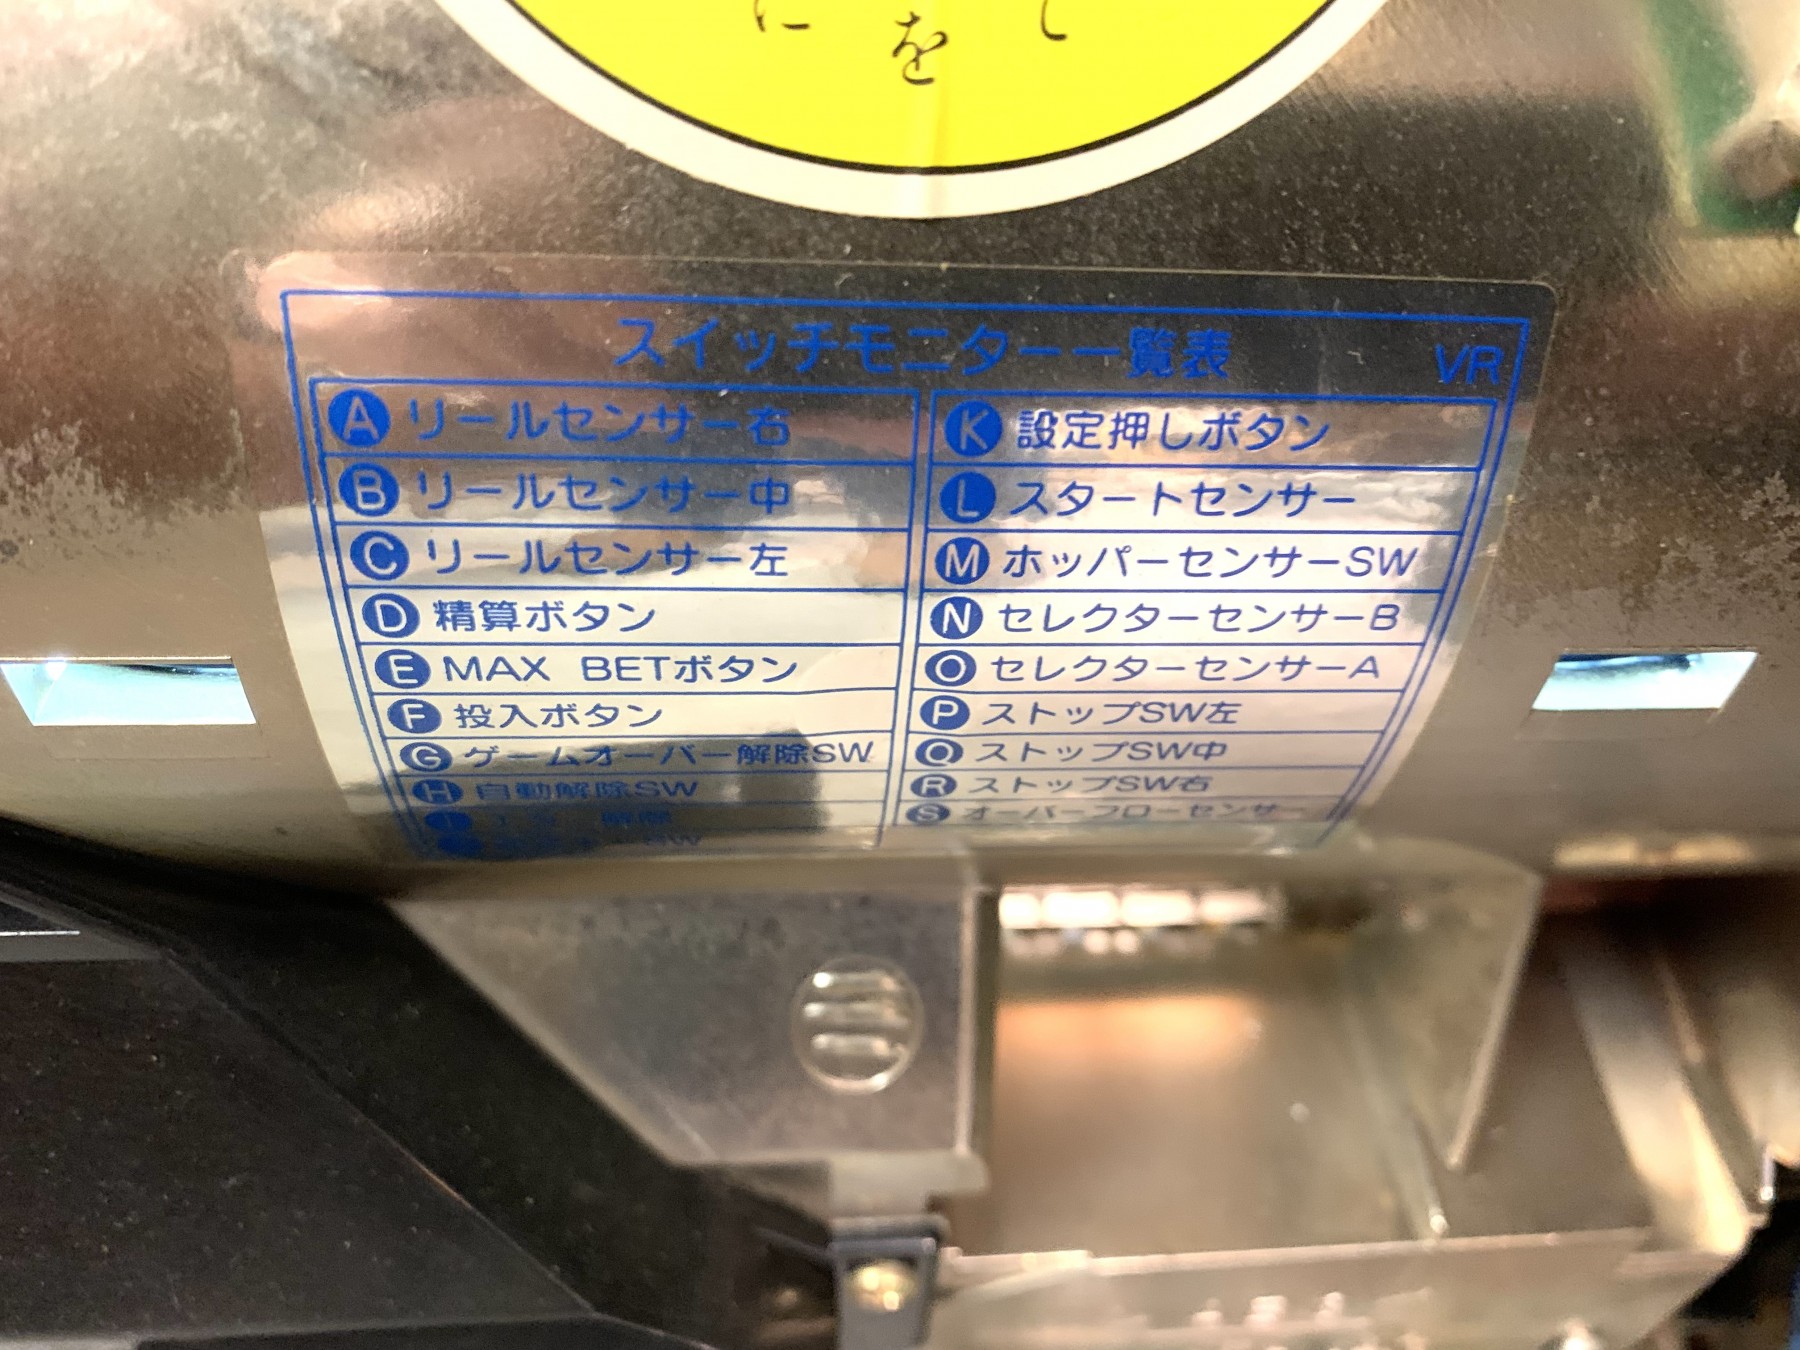 に
を
し
スイッチモニター一覧表 VR
A リールセンサー右
B リールセンサー中
C リールセンサー左
D 精算ボタン
E MAX BETボタン
F 投入ボタン
G ゲームオーバー解除SW
H 自動解除SW
I 解除
SW
K 設定押しボタン
L スタートセンサー
M ホッパーセンサーSW
N セレクターセンサーB
O セレクターセンサーA
P ストップSW左
Q ストップSW中
R ストップSW右
S オーバーフローセンサー